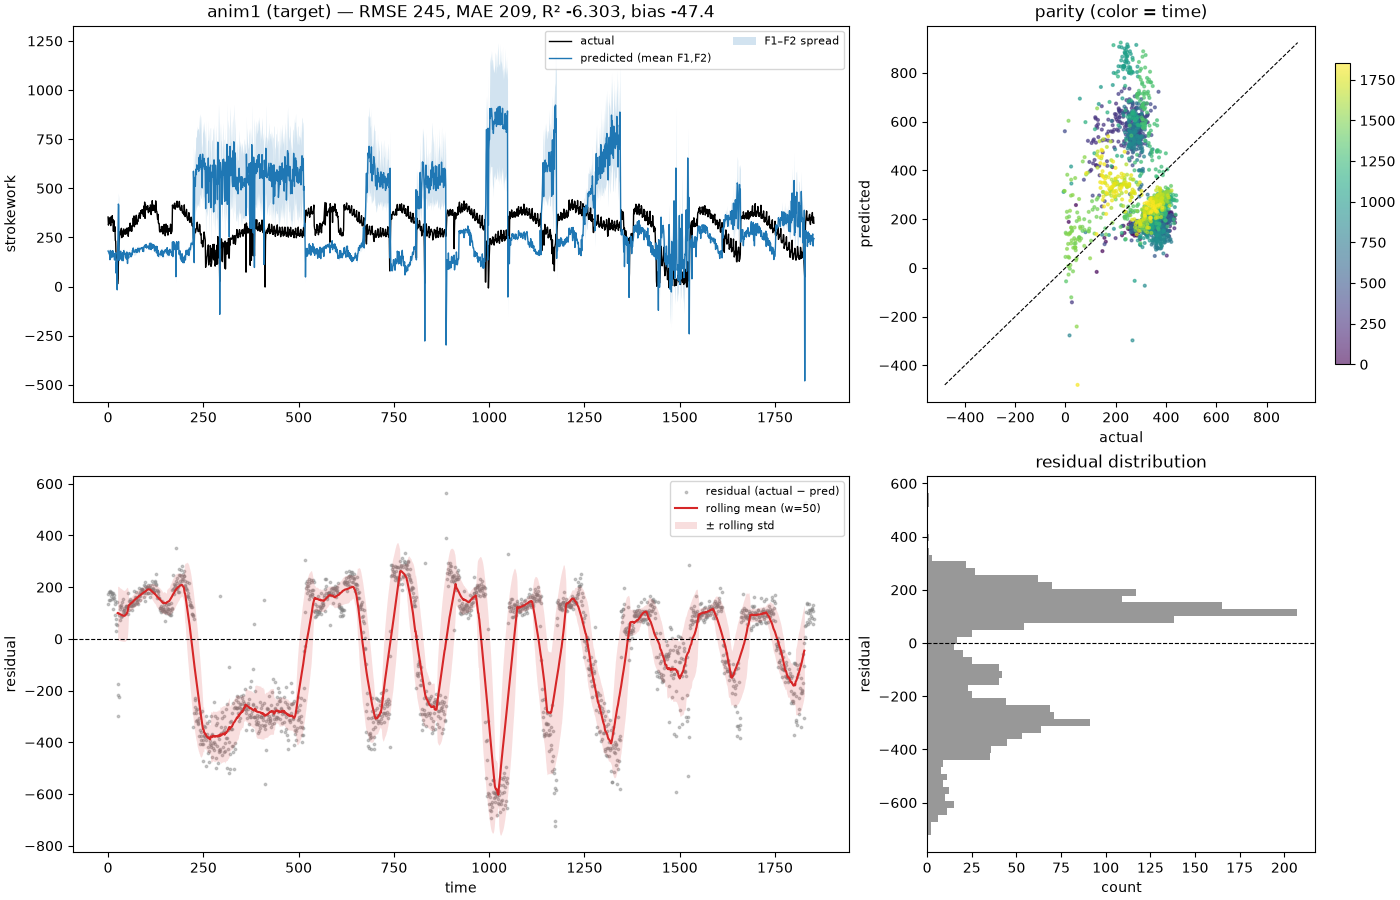 anim1 (target) — RMSE 245, MAE 209, R² -6.303, bias -47.4
actual
predicted (mean F1,F2)
F1–F2 spread
strokework
1250
1000
750
500
250
0
−250
−500
0 250 500 750 1000 1250 1500 1750
parity (color = time)
predicted
800
600
400
200
0
−200
−400
−400 −200 0 200 400 600 800
actual
1750
1500
1250
1000
750
500
250
0
residual (actual − pred)
rolling mean (w=50)
± rolling std
residual
600
400
200
0
−200
−400
−600
−800
0 250 500 750 1000 1250 1500 1750
time
residual distribution
residual
600
400
200
0
−200
−400
−600
0 25 50 75 100 125 150 175 200
count